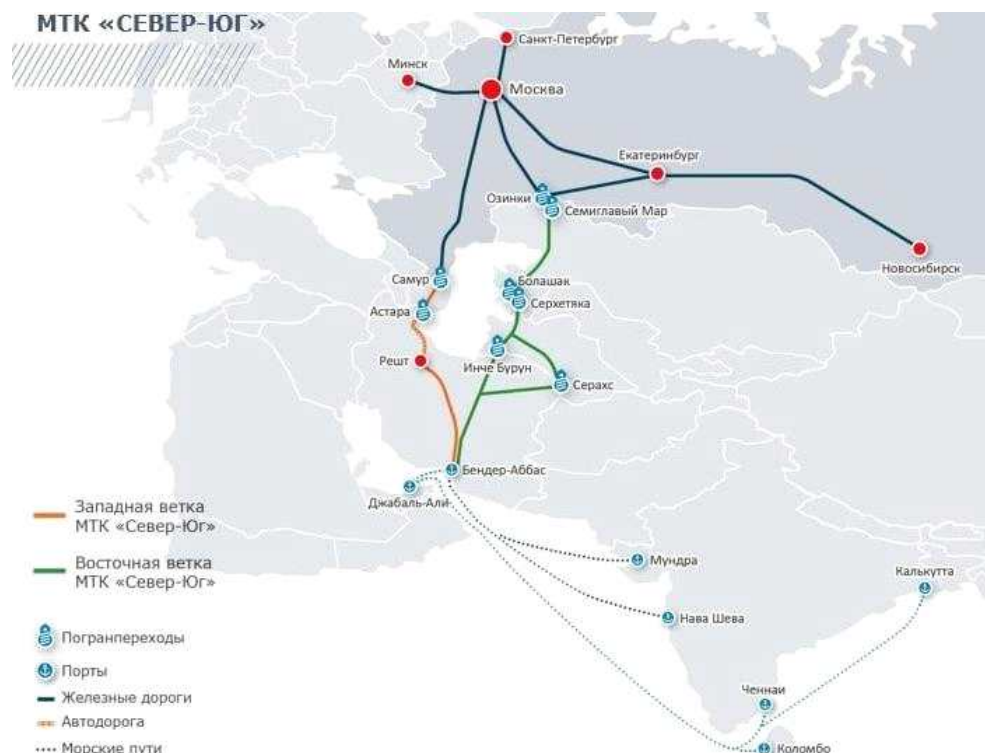 МТК «СЕВЕР-ЮГ»
Санкт-Петербург
Минск
Москва
Екатеринбург
Озинки
Семиглавый Мар
Новосибирск
Самур
Болашак
Серхетяка
Астара
Решт
Инче Бурун
Серахс
Бендер-Аббас
Джабаль-Али
Западная ветка
МТК «Север-Юг»
Восточная ветка
МТК «Север-Юг»
Мундра
Калькутта
Нава Шева
Погранпереходы
Порты
Железные дороги
Автодорога
Морские пути
Ченнаи
Коломбо